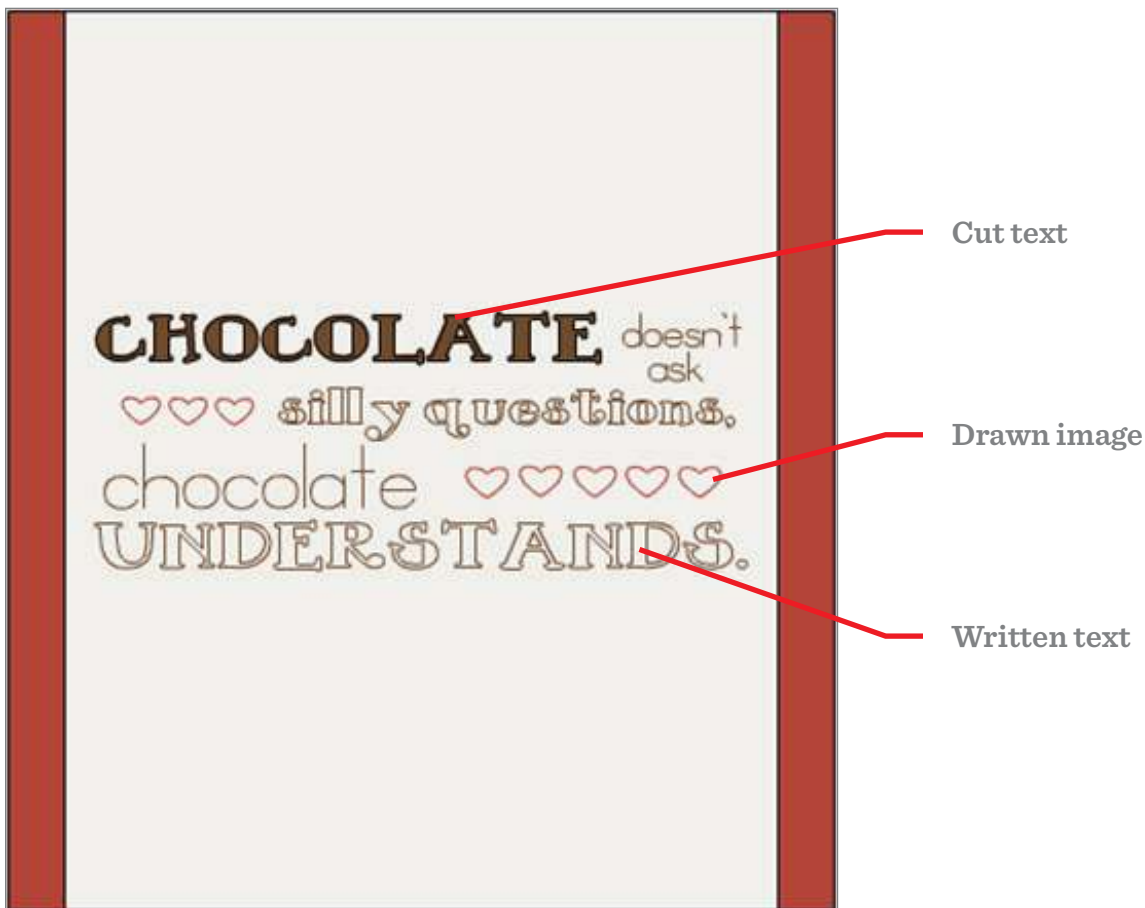 Cut text
CHOCOLATE doesn't
ask
silly questions,
Drawn image
chocolate
UNDERSTANDS.
Written text